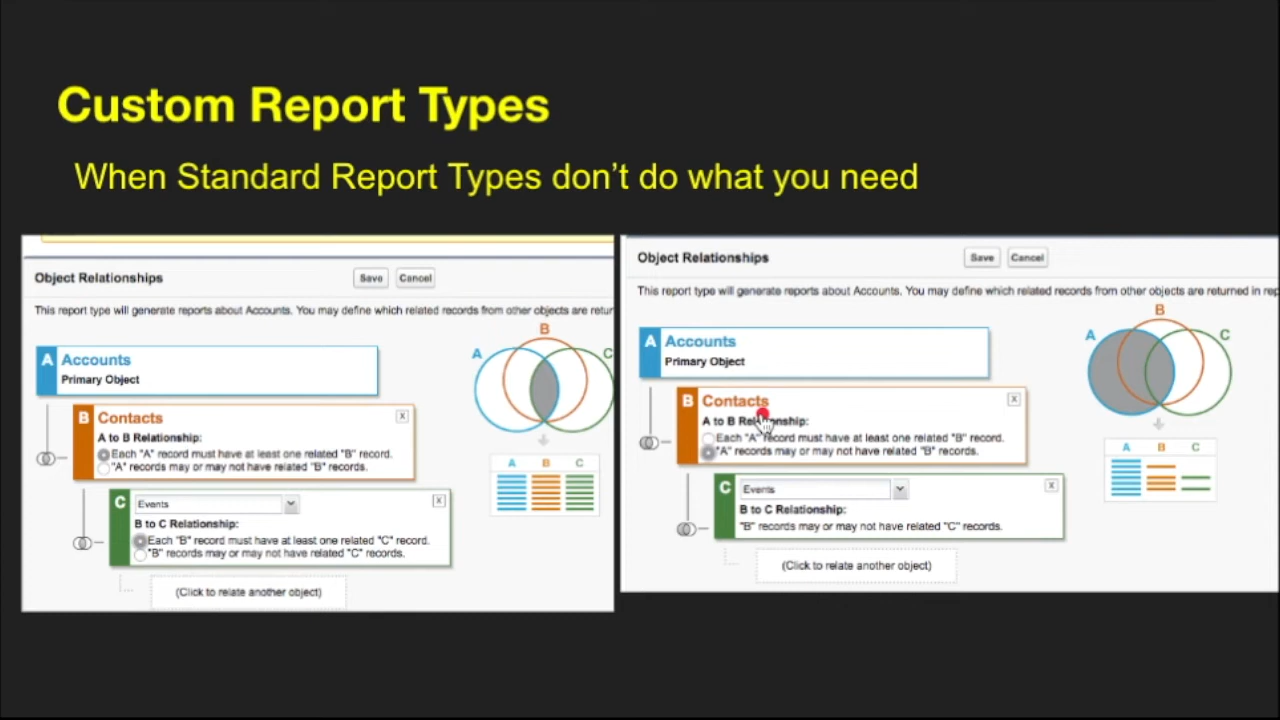 Custom Report Types
When Standard Report Types don't do what you need
Object Relationships
Save
Cancel
This report type will generate reports about Accounts. You may define which related records from other objects are
A Accounts
Primary Object
B Contacts
X
A to B Relationship:
Each "A" record must have at least one related "B" record.
"A" records may or may not have related "B" records.
C Events
X
B to C Relationship:
Each "B" record must have at least one related "C" record.
"B" records may or may not have related "C" records.
(Click to relate another object)
A
B
C
A B C
Object Relationships
Save
Cancel
This report type will generate reports about Accounts. You may define which related records from other objects are returned in
A Accounts
Primary Object
B Contacts
X
A to B Relationship:
Each "A" record must have at least one related "B" record.
"A" records may or may not have related "B" records.
C Events
X
B to C Relationship:
"B" records may or may not have related "C" records.
(Click to relate another object)
A
B
C
A B C